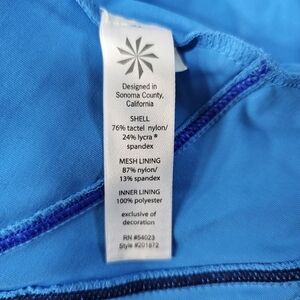 Designed in
Sonoma County,
California
SHELL
76% tactel nylon/
24% lycra ®
spandex
MESH LINING
87% nylon/
13% spandex
INNER LINING
100% polyester
exclusive of
decoration
RN #54023
Style #201872